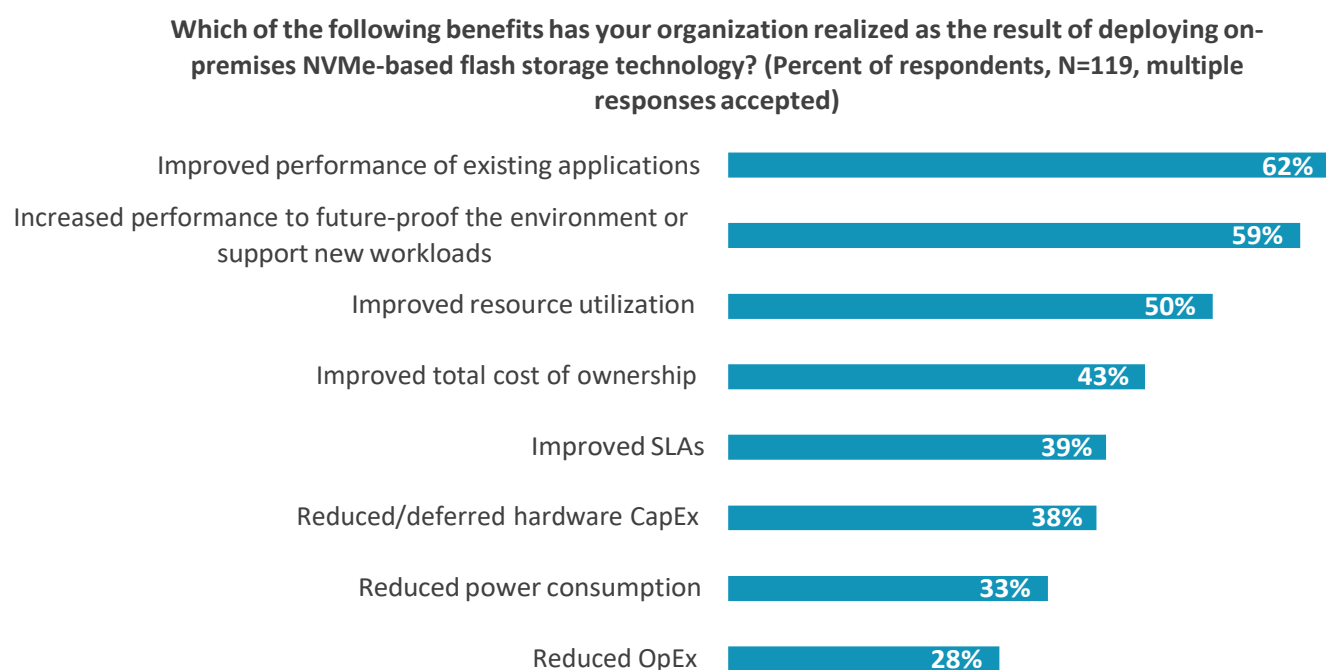 Which of the following benefits has your organization realized as the result of deploying on-
premises NVMe-based flash storage technology? (Percent of respondents, N=119, multiple
responses accepted)
Improved performance of existing applications
62%
Increased performance to future-proof the environment or
support new workloads
59%
Improved resource utilization
50%
Improved total cost of ownership
43%
Improved SLAs
39%
Reduced/deferred hardware CapEx
38%
Reduced power consumption
33%
Reduced OpEx
28%